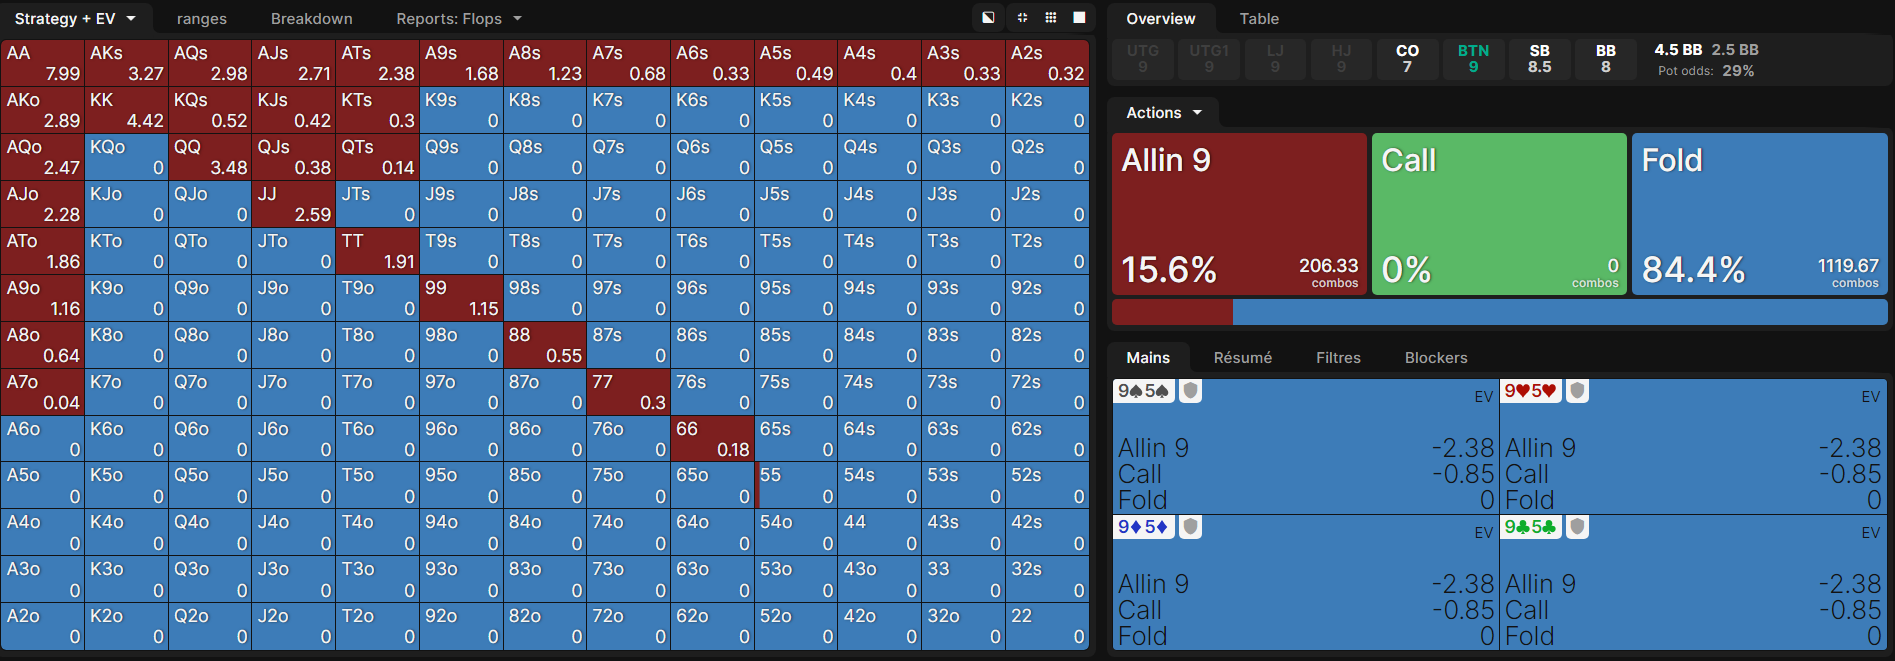 Strategy + EV ranges Breakdown Reports: Flops
AA AKs AQs AJs ATs A9s A8s A7s A6s A5s A4s A3s A2s
7.99 3.27 2.98 2.71 2.38 1.68 1.23 0.68 0.33 0.49 0.4 0.33 0.32
AKo KK KQs KJs KTs K9s K8s K7s K6s K5s K4s K3s K2s
2.89 4.42 0.52 0.42 0.3 0 0 0 0 0 0 0 0
AQo KQo QQ QJs QTs Q9s Q8s Q7s Q6s Q5s Q4s Q3s Q2s
2.47 0 3.48 0.38 0.14 0 0 0 0 0 0 0 0
AJo KJo QJo JJ JTs J9s J8s J7s J6s J5s J4s J3s J2s
2.28 0 0 2.59 0 0 0 0 0 0 0 0 0
ATo KTo QTo JTo TT T9s T8s T7s T6s T5s T4s T3s T2s
1.86 0 0 0 1.91 0 0 0 0 0 0 0 0
A9o K9o Q9o J9o T9o 99 98s 97s 96s 95s 94s 93s 92s
1.16 0 0 0 0 1.15 0 0 0 0 0 0 0
A8o K8o Q8o J8o T8o 98o 88 87s 86s 85s 84s 83s 82s
0.64 0 0 0 0 0 0.55 0 0 0 0 0 0
A7o K7o Q7o J7o T7o 97o 87o 77 76s 75s 74s 73s 72s
0.04 0 0 0 0 0 0 0.3 0 0 0 0 0
A6o K6o Q6o J6o T6o 96o 86o 76o 66 65s 64s 63s 62s
0 0 0 0 0 0 0 0 0.18 0 0 0 0
A5o K5o Q5o J5o T5o 95o 85o 75o 65o 55 54s 53s 52s
0 0 0 0 0 0 0 0 0 0 0 0 0
A4o K4o Q4o J4o T4o 94o 84o 74o 64o 54o 44 43s 42s
0 0 0 0 0 0 0 0 0 0 0 0 0
A3o K3o Q3o J3o T3o 93o 83o 73o 63o 53o 43o 33 32s
0 0 0 0 0 0 0 0 0 0 0 0 0
A2o K2o Q2o J2o T2o 92o 82o 72o 62o 52o 42o 32o 22
0 0 0 0 0 0 0 0 0 0 0 0 0
Overview Table
UTG UTG1 LJ HJ CO BTN SB BB 4.5 BB 2.5 BB
9 9 9 9 7 9 8.5 8 Pot odds: 29%
Actions
Allin 9 Call Fold
15.6% 206.33 combos 0% 0 combos 84.4% 1119.67 combos
Mains Résumé Filtres Blockers
9♠5♠ EV 9♥5♥ EV
Allin 9 -2.38 Allin 9 -2.38
Call -0.85 Call -0.85
Fold 0 Fold 0
9♦5♦ EV 9♣5♣ EV
Allin 9 -2.38 Allin 9 -2.38
Call -0.85 Call -0.85
Fold 0 Fold 0